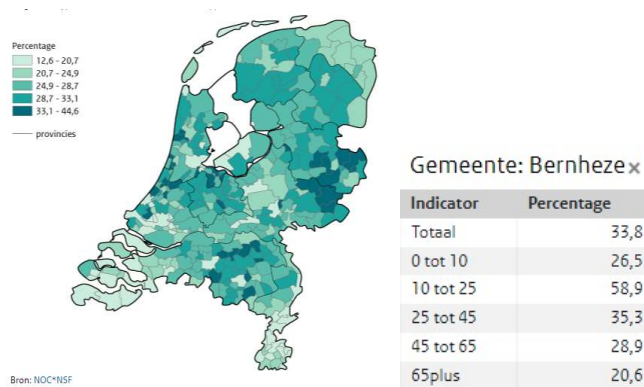 Percentage
12,6 - 20,7
20,7 - 24,9
24,9 - 28,7
28,7 - 33,1
33,1 - 44,6
provincies
Bron: NOC*NSF
Gemeente: Bernheze ×
Indicator Percentage
Totaal 33,8
0 tot 10 26,5
10 tot 25 58,9
25 tot 45 35,3
45 tot 65 28,9
65plus 20,6